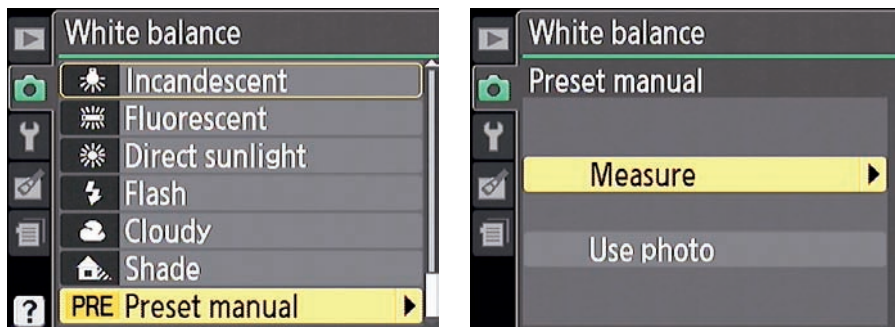 White balance
Incandescent
Fluorescent
Direct sunlight
Flash
Cloudy
Shade
? PRE Preset manual
White balance
Preset manual
Measure
Use photo